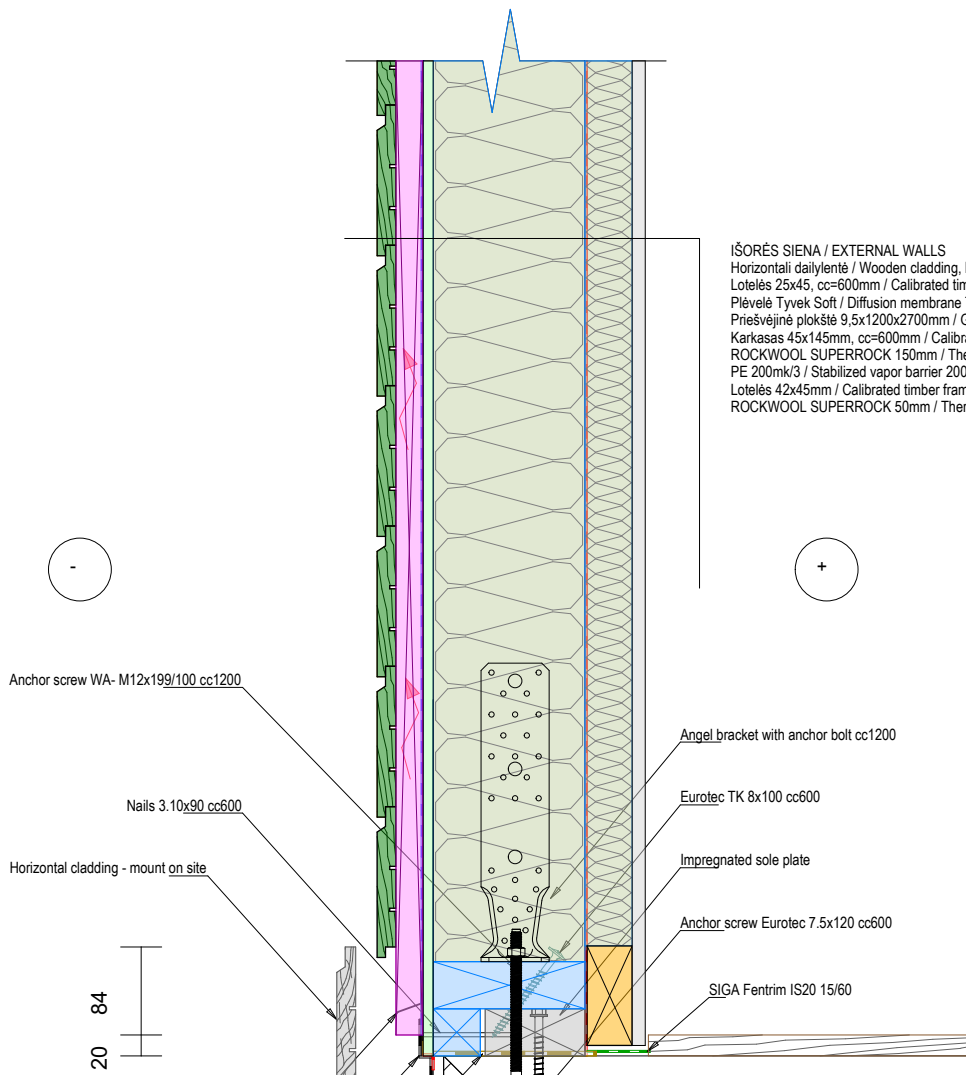 IŠORĖS SIENA / EXTERNAL WALLS
Horizontali dailylentė / Wooden cladding,
Lotelės 25x45, cc=600mm / Calibrated tim
Plėvelė Tyvek Soft / Diffusion membrane
Priešvėjinė plokštė 9,5x1200x2700mm / G
Karkasas 45x145mm, cc=600mm / Calibra
ROCKWOOL SUPERROCK 150mm / The
PE 200mk/3 / Stabilized vapor barrier 200
Lotelės 42x45mm / Calibrated timber fram
ROCKWOOL SUPERROCK 50mm / Ther
-
+
Anchor screw WA- M12x199/100 cc1200
Angel bracket with anchor bolt cc1200
Nails 3.10x90 cc600
Eurotec TK 8x100 cc600
Horizontal cladding - mount on site
Impregnated sole plate
Anchor screw Eurotec 7.5x120 cc600
SIGA Fentrim IS20 15/60
84
20